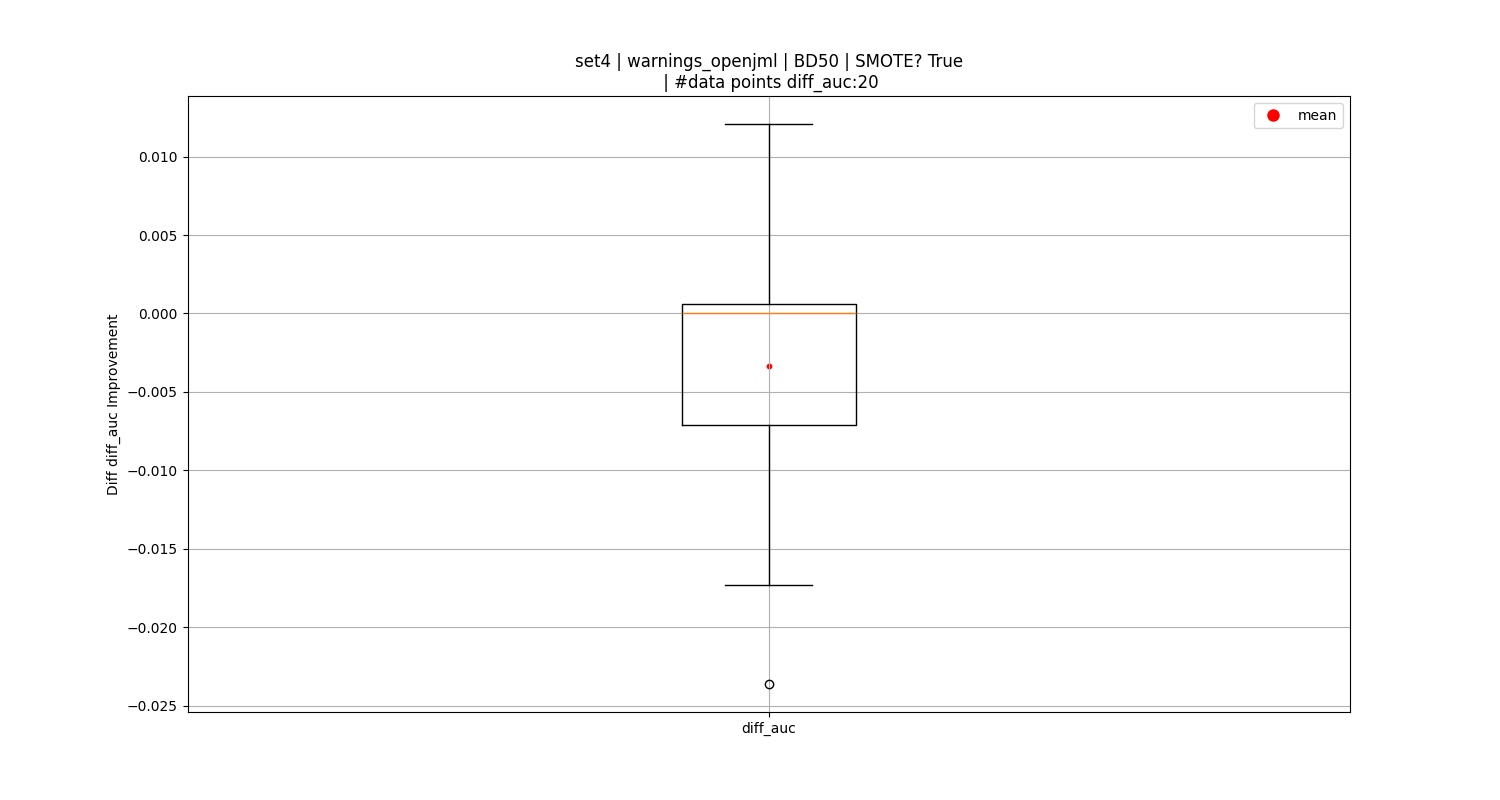 set4 | warnings_openjml | BD50 | SMOTE? True
| #data points diff_auc:20
mean
0.010
0.005
0.000
−0.005
−0.010
−0.015
−0.020
−0.025
Diff diff_auc Improvement
diff_auc